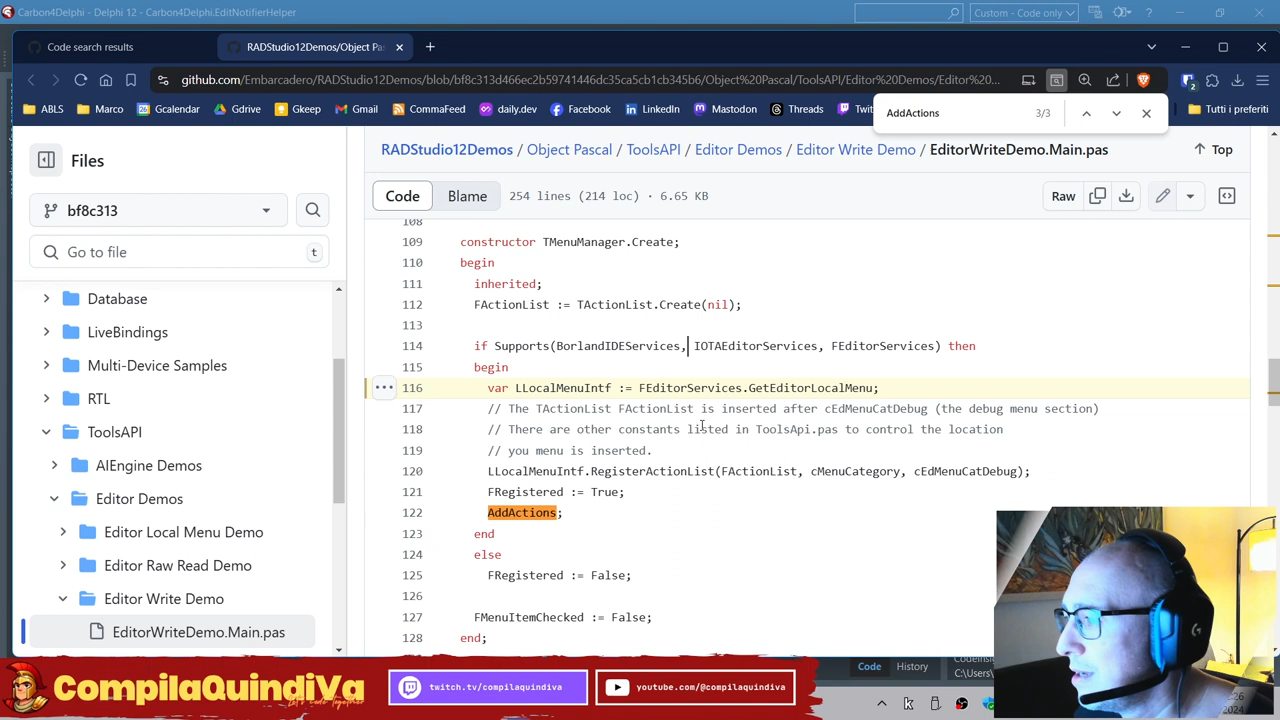 Carbon4Delphi - Delphi 12 - Carbon4Delphi.EditNotifierHelper
Custom - Code only
Code search results
RADStudio12Demos/Object Pa
github.com/Embarcadero/RADStudio12Demos/blob/bf8c313d466ec2b59741446dc35ca5cb1cb345b6/Object%20Pascal/ToolsAPI/Editor%20Demos/Editor%20...
2
ABLS
Marco
Gcalendar
Gdrive
Gkeep
Gmail
CommaFeed
daily.dev
Facebook
LinkedIn
Mastodon
Threads
Twit
Tutti i preferiti
AddActions 3/3
Files
RADStudio12Demos / Object Pascal / ToolsAPI / Editor Demos / Editor Write Demo / EditorWriteDemo.Main.pas
Top
bf8c313
Code Blame 254 lines (214 loc) · 6.65 KB
Raw
Go to file t
Database
LiveBindings
Multi-Device Samples
RTL
ToolsAPI
AIEngine Demos
Editor Demos
Editor Local Menu Demo
Editor Raw Read Demo
Editor Write Demo
EditorWriteDemo.Main.pas
108
109 constructor TMenuManager.Create;
110 begin
111 inherited;
112 FActionList := TActionList.Create(nil);
113
114 if Supports(BorlandIDEServices, IOTAEditorServices, FEditorServices) then
115 begin
116 var LLocalMenuIntf := FEditorServices.GetEditorLocalMenu;
117 // The TActionList FActionList is inserted after cEdMenuCatDebug (the debug menu section)
118 // There are other constants listed in ToolsApi.pas to control the location
119 // you menu is inserted.
120 LLocalMenuIntf.RegisterActionList(FActionList, cMenuCategory, cEdMenuCatDebug);
121 FRegistered := True;
122 AddActions;
123 end
124 else
125 FRegistered := False;
126
127 FMenuItemChecked := False;
128 end;
CompilaQuindiVa
Let's Code Together
twitch.tv/compilaquindiva
youtube.com/@compilaquindiva
Code History
C:\Users\